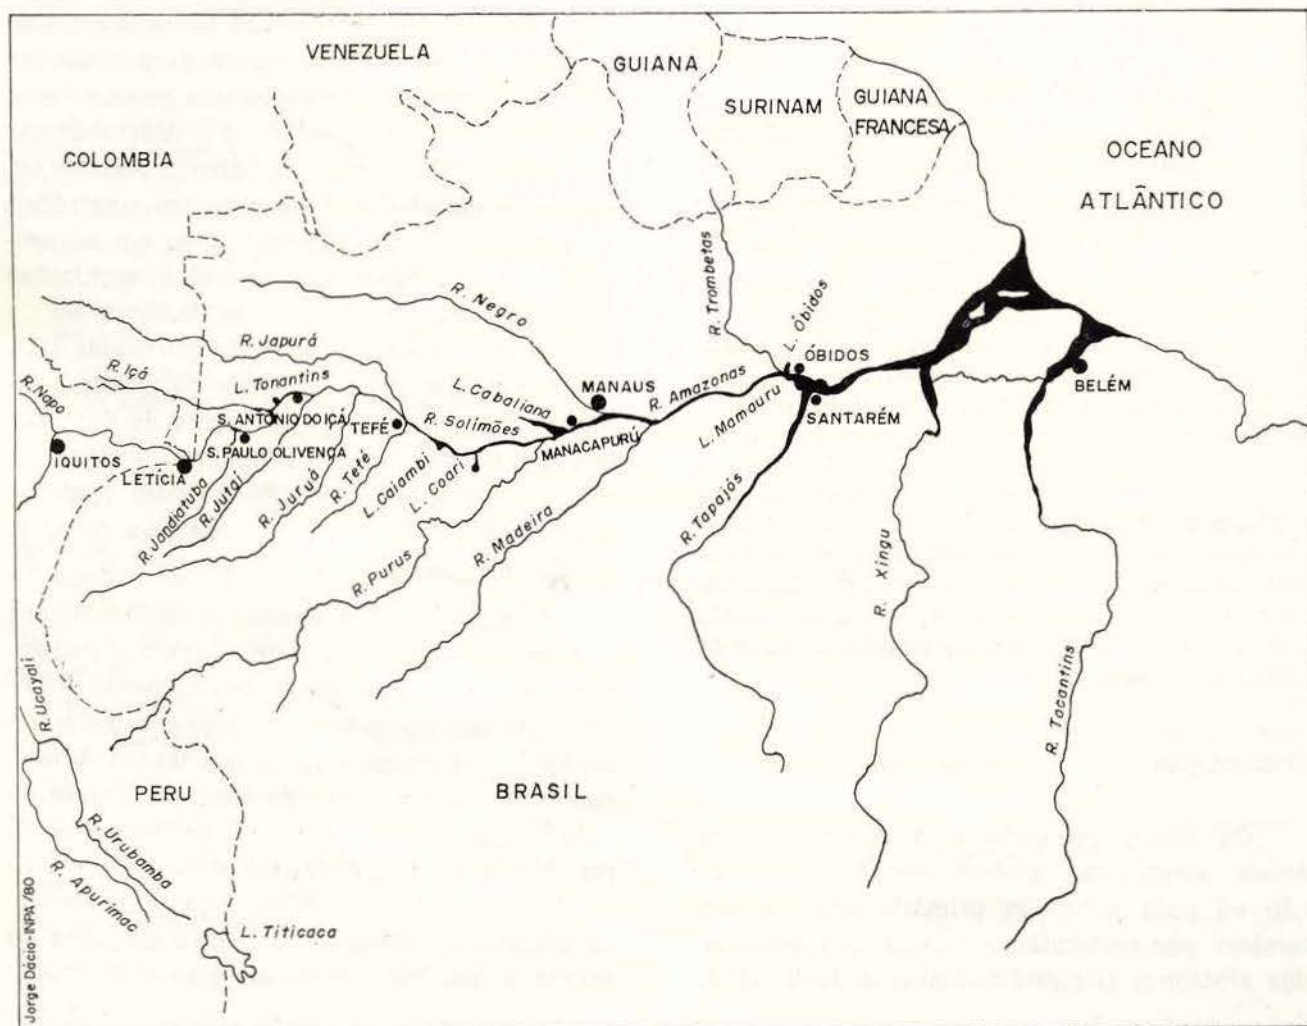 VENEZUELA
GUIANA
SURINAM
GUIANA
FRANCESA
COLOMBIA
OCEANO
ATLÂNTICO
R. Negro
R. Trombetas
L. Óbidos
R. Japurá
R. Içá
L. Tonantins
R. Napo
ÓBIDOS
MANAUS
R. Amazonas
L. Cabaliana
BELÉM
SANTARÉM
L. Mamauru
S. ANTÔNIO DO IÇÁ
TEFÉ
R. Solimões
MANACAPURÚ
S. PAULO OLIVENÇA
IQUITOS
LETÍCIA
R. Jandiatuba
R. Jutaí
R. Juruá
R. Tefé
L. Caiambi
L. Coari
R. Purus
R. Madeira
R. Tapajós
R. Xingu
R. Tocantins
R. Ucayali
PERU
BRASIL
R. Urubamba
R. Apurimac
L. Titicaca
Jorge Dácio-INPA/80